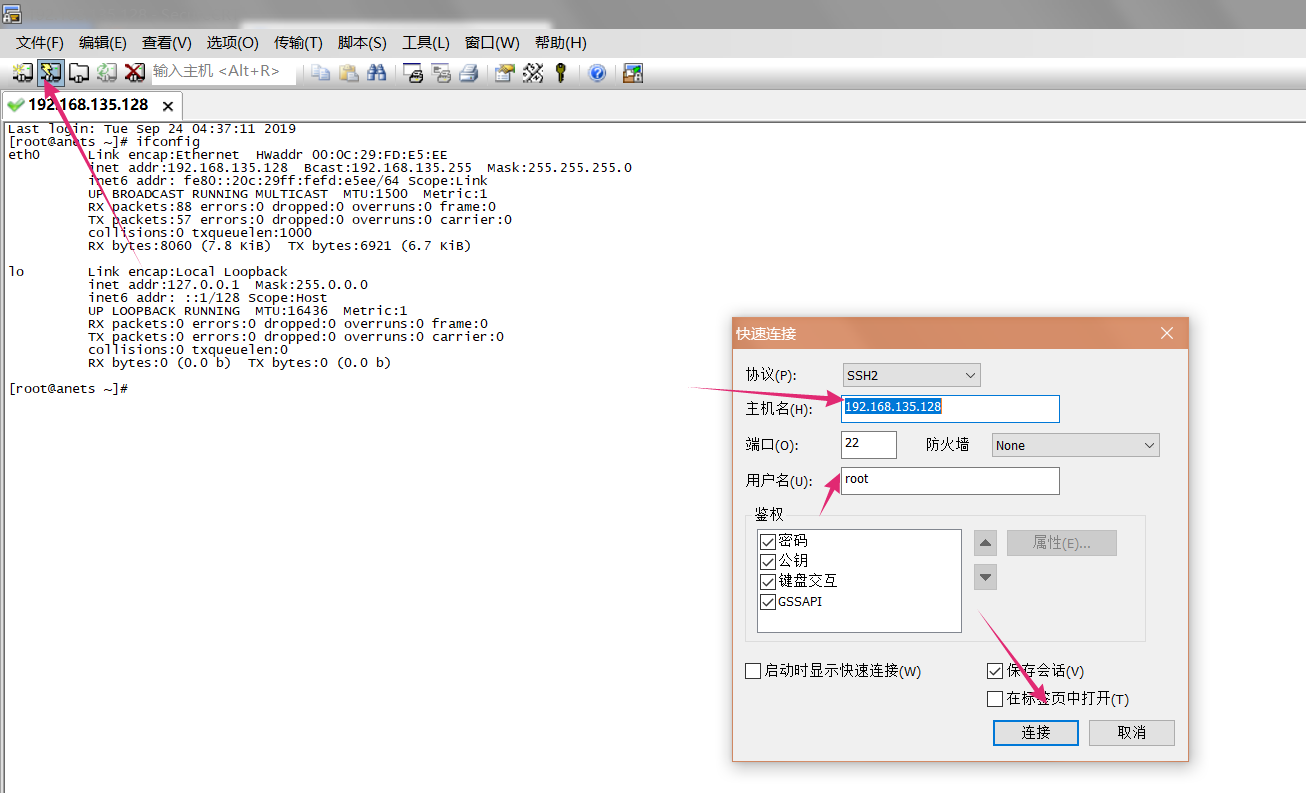 文件(F) 编辑(E) 查看(V) 选项(O) 传输(T) 脚本(S) 工具(L) 窗口(W) 帮助(H)
输入主机 <Alt+R>
192.168.135.128
Last login: Tue Sep 24 04:37:11 2019
[root@anets ~]# ifconfig
eth0      Link encap:Ethernet  HWaddr 00:0C:29:FD:E5:EE
          inet addr:192.168.135.128  Bcast:192.168.135.255  Mask:255.255.255.0
          inet6 addr: fe80::20c:29ff:fefd:e5ee/64 Scope:Link
          UP BROADCAST RUNNING MULTICAST  MTU:1500  Metric:1
          RX packets:88 errors:0 dropped:0 overruns:0 frame:0
          TX packets:57 errors:0 dropped:0 overruns:0 carrier:0
          collisions:0 txqueuelen:1000
          RX bytes:8060 (7.8 KiB)  TX bytes:6921 (6.7 KiB)
lo        Link encap:Local Loopback
          inet addr:127.0.0.1  Mask:255.0.0.0
          inet6 addr: ::1/128 Scope:Host
          UP LOOPBACK RUNNING  MTU:16436  Metric:1
          RX packets:0 errors:0 dropped:0 overruns:0 frame:0
          TX packets:0 errors:0 dropped:0 overruns:0 carrier:0
          collisions:0 txqueuelen:0
          RX bytes:0 (0.0 b)  TX bytes:0 (0.0 b)
[root@anets ~]#
快速连接
协议(P): SSH2
主机名(H): 192.168.135.128
端口(O): 22 防火墙 None
用户名(U): root
鉴权
密码
公钥
键盘交互
GSSAPI
属性(E)...
启动时显示快速连接(W) 保存会话(V)
在标签页中打开(T)
连接 取消